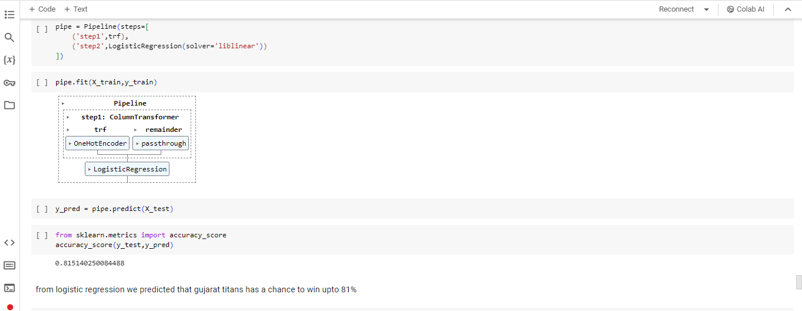 + Code + Text
Reconnect
Colab AI
[ ] pipe = Pipeline(steps=[
('step1',trf),
('step2',LogisticRegression(solver='liblinear'))
])
[ ] pipe.fit(X_train,y_train)
Pipeline
step1: ColumnTransformer
trf remainder
OneHotEncoder passthrough
LogisticRegression
[ ] y_pred = pipe.predict(X_test)
[ ] from sklearn.metrics import accuracy_score
accuracy_score(y_test,y_pred)
0.815140250084488
from logistic regression we predicted that gujarat titans has a chance to win upto 81%